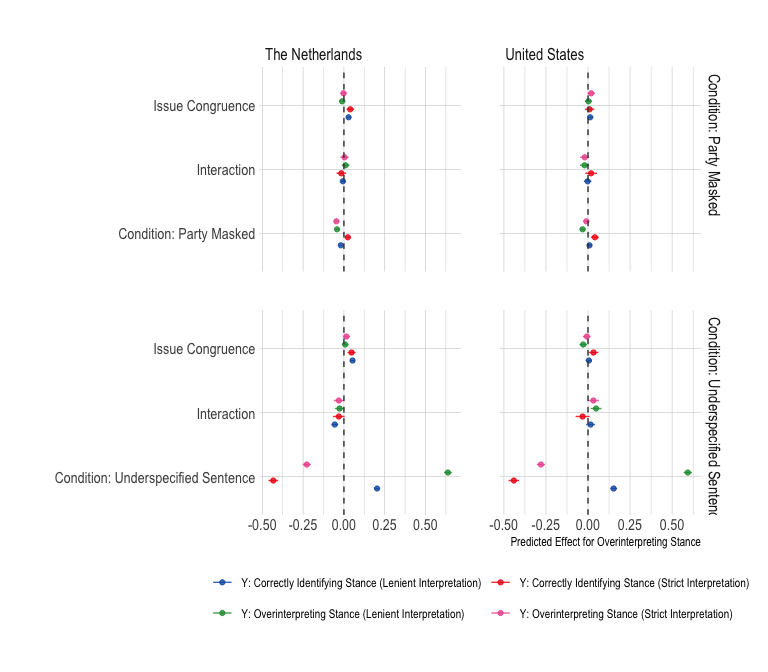 The Netherlands United States
Condition: Party Masked
Issue Congruence
Interaction
Condition: Party Masked
Condition: Underspecified Sentenc
Issue Congruence
Interaction
Condition: Underspecified Sentence
-0.50 -0.25 0.00 0.25 0.50 -0.50 -0.25 0.00 0.25 0.50
Predicted Effect for Overinterpreting Stance
Y: Correctly Identifying Stance (Lenient Interpretation) Y: Correctly Identifying Stance (Strict Interpretation)
Y: Overinterpreting Stance (Lenient Interpretation) Y: Overinterpreting Stance (Strict Interpretation)